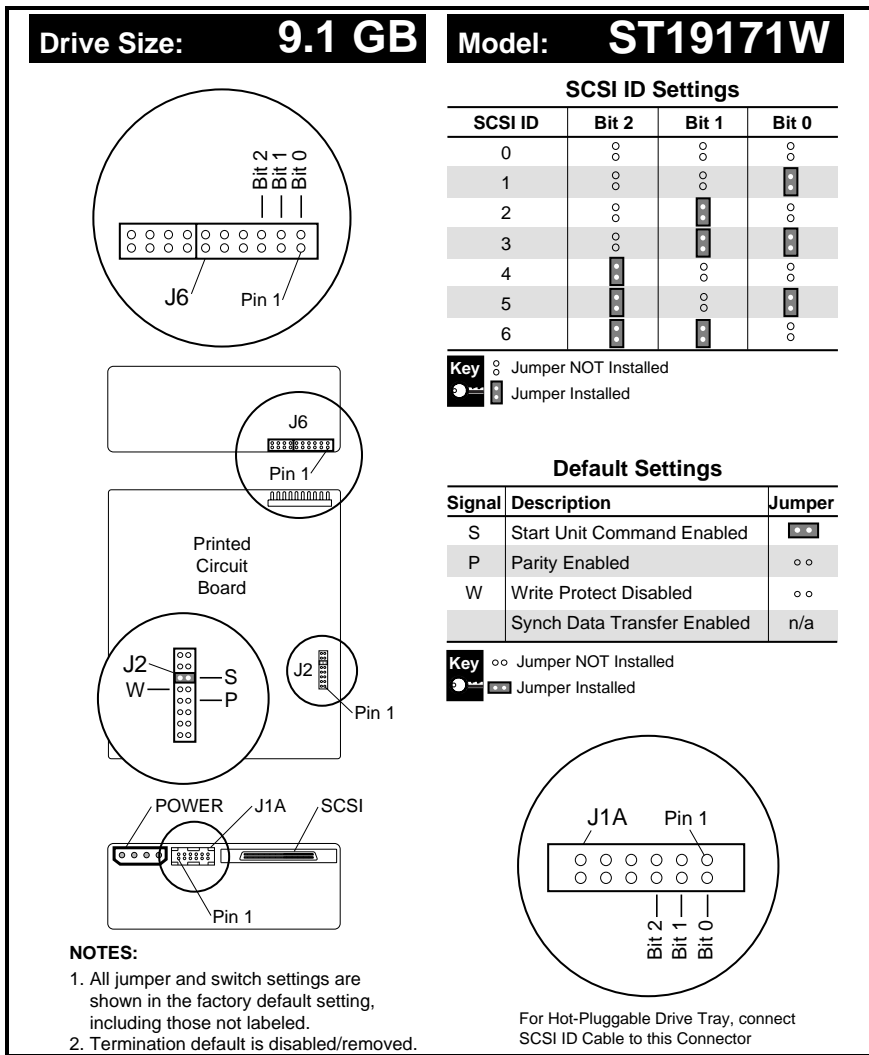 Drive Size: 9.1 GB
Model: ST19171W
Bit 2
Bit 1
Bit 0
J6
Pin 1
J6
Pin 1
Printed
Circuit
Board
J2
W
S
P
J2
Pin 1
POWER
J1A
SCSI
Pin 1
NOTES:
1. All jumper and switch settings are
shown in the factory default setting,
including those not labeled.
2. Termination default is disabled/removed.
SCSI ID Settings
SCSI ID Bit 2 Bit 1 Bit 0
0
1
2
3
4
5
6
Key Jumper NOT Installed
Jumper Installed
Default Settings
Signal Description Jumper
S Start Unit Command Enabled
P Parity Enabled
W Write Protect Disabled
Synch Data Transfer Enabled n/a
Key Jumper NOT Installed
Jumper Installed
J1A
Pin 1
Bit 2
Bit 1
Bit 0
For Hot-Pluggable Drive Tray, connect
SCSI ID Cable to this Connector